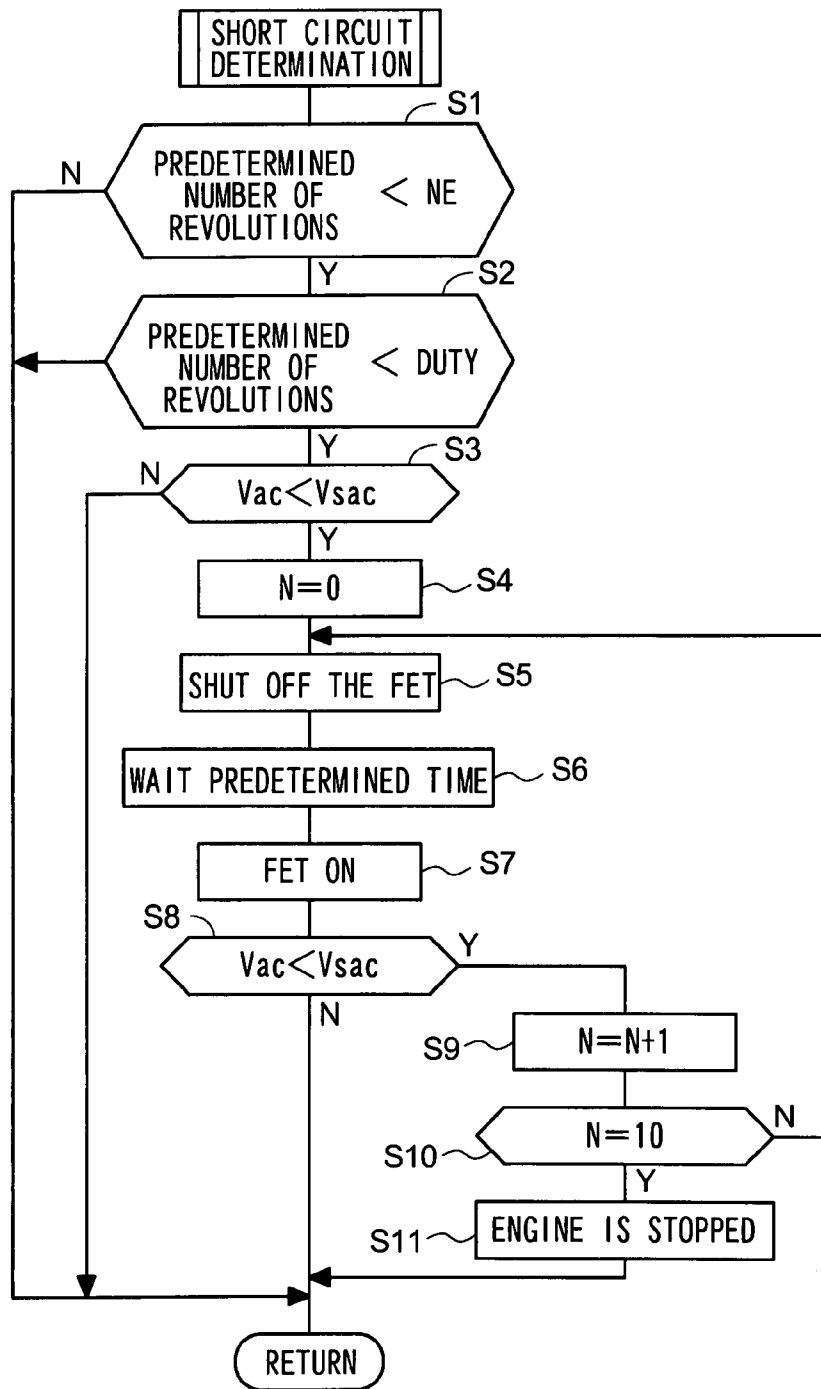 SHORT CIRCUIT
DETERMINATION
S1
N
PREDETERMINED
NUMBER OF
REVOLUTIONS
< NE
Y
S2
PREDETERMINED
NUMBER OF
REVOLUTIONS
< DUTY
Y
S3
N
Vac<Vsac
Y
N=0
S4
SHUT OFF THE FET
S5
WAIT PREDETERMINED TIME
S6
FET ON
S7
S8
Vac<Vsac
Y
N
S9
N=N+1
N=10
N
S10
Y
S11
ENGINE IS STOPPED
RETURN